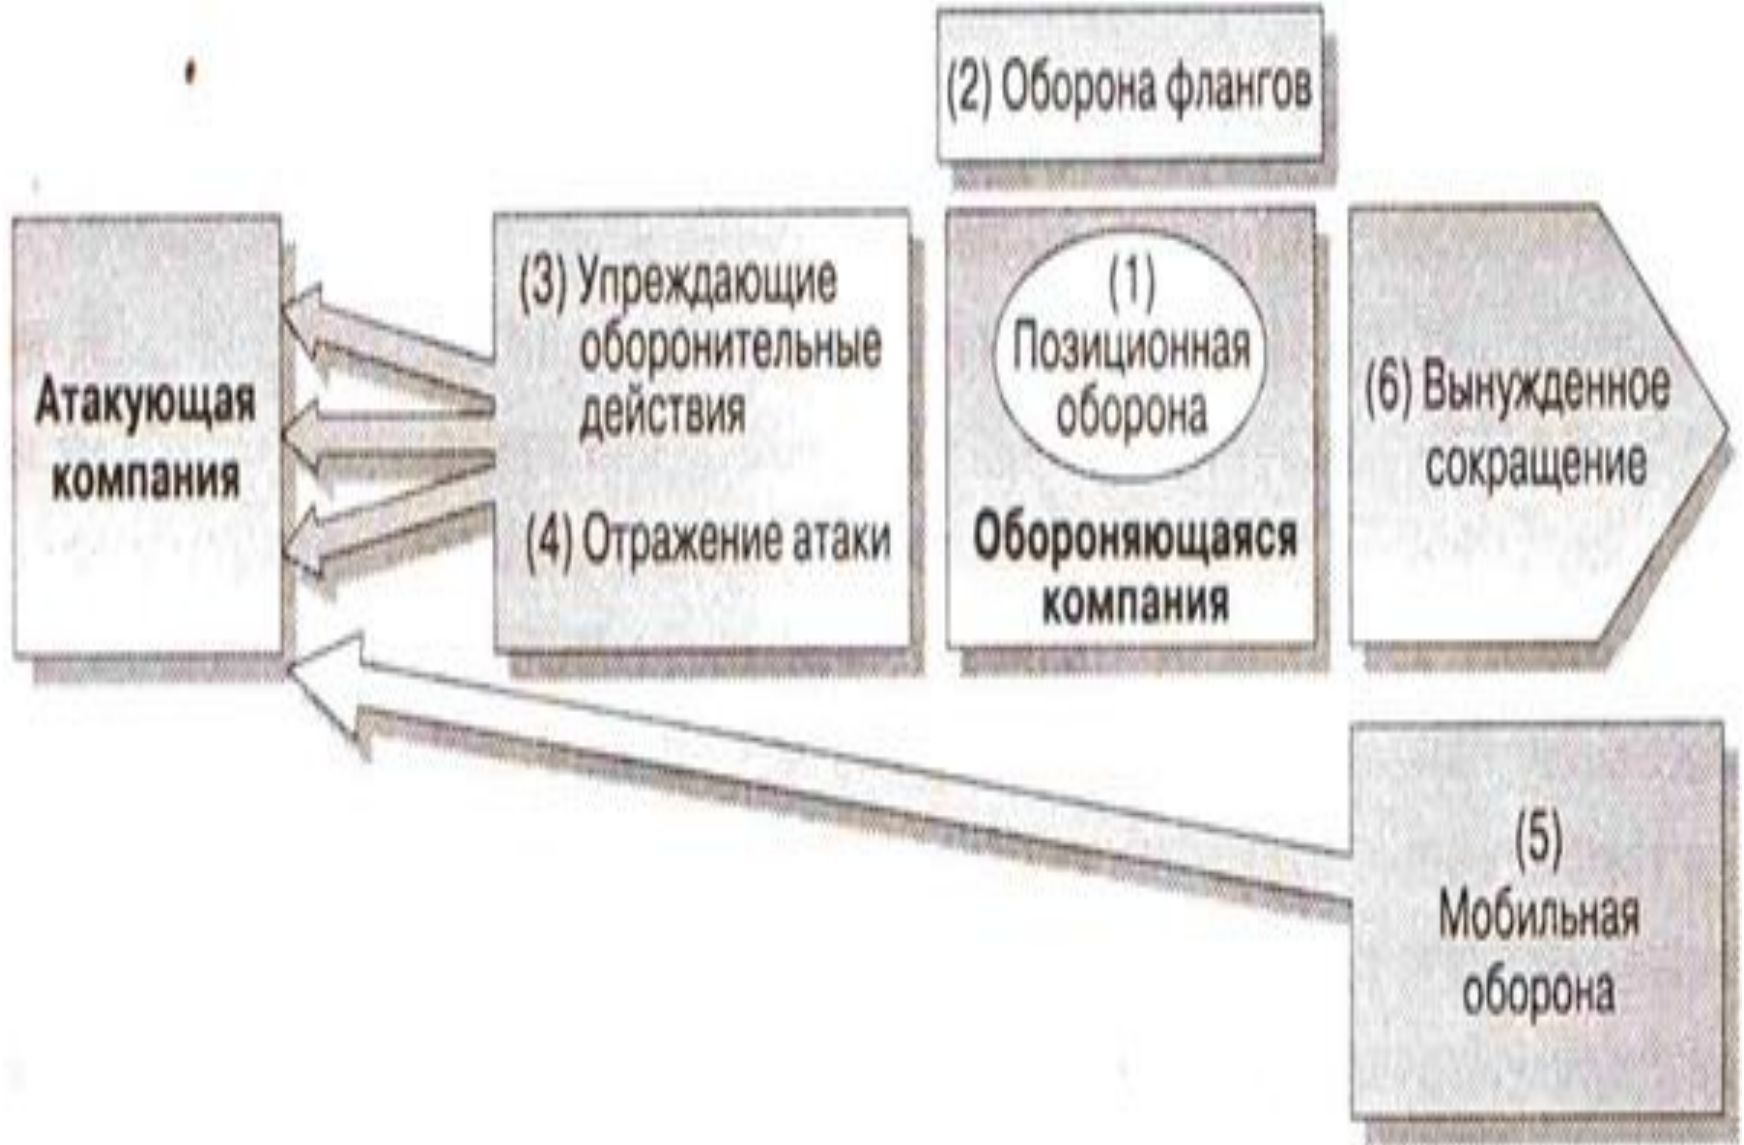 (2) Оборона флангов
Атакующая
компания
(3) Упреждающие
оборонительные
действия
(4) Отражение атаки
(1)
Позиционная
оборона
Обороняющаяся
компания
(6) Вынужденное
сокращение
(5)
Мобильная
оборона